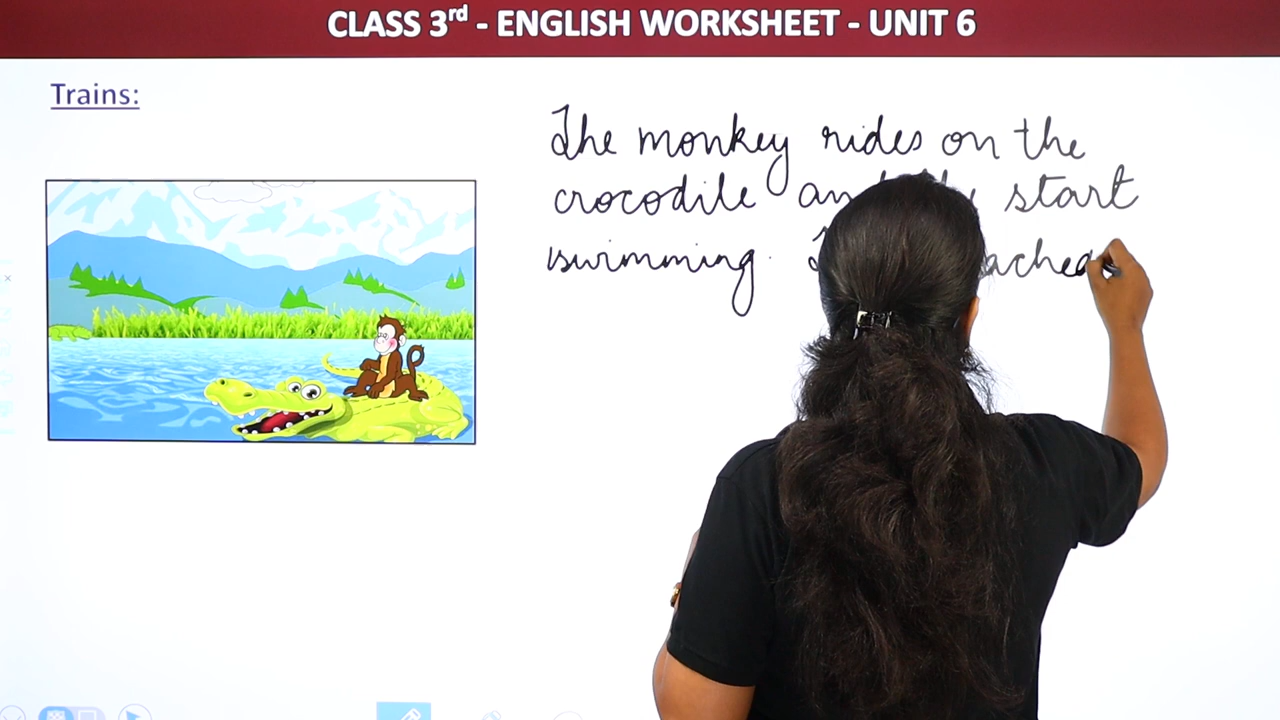 CLASS 3rd - ENGLISH WORKSHEET - UNIT 6
Trains:
The monkey rides on the
crocodile start
swimming.